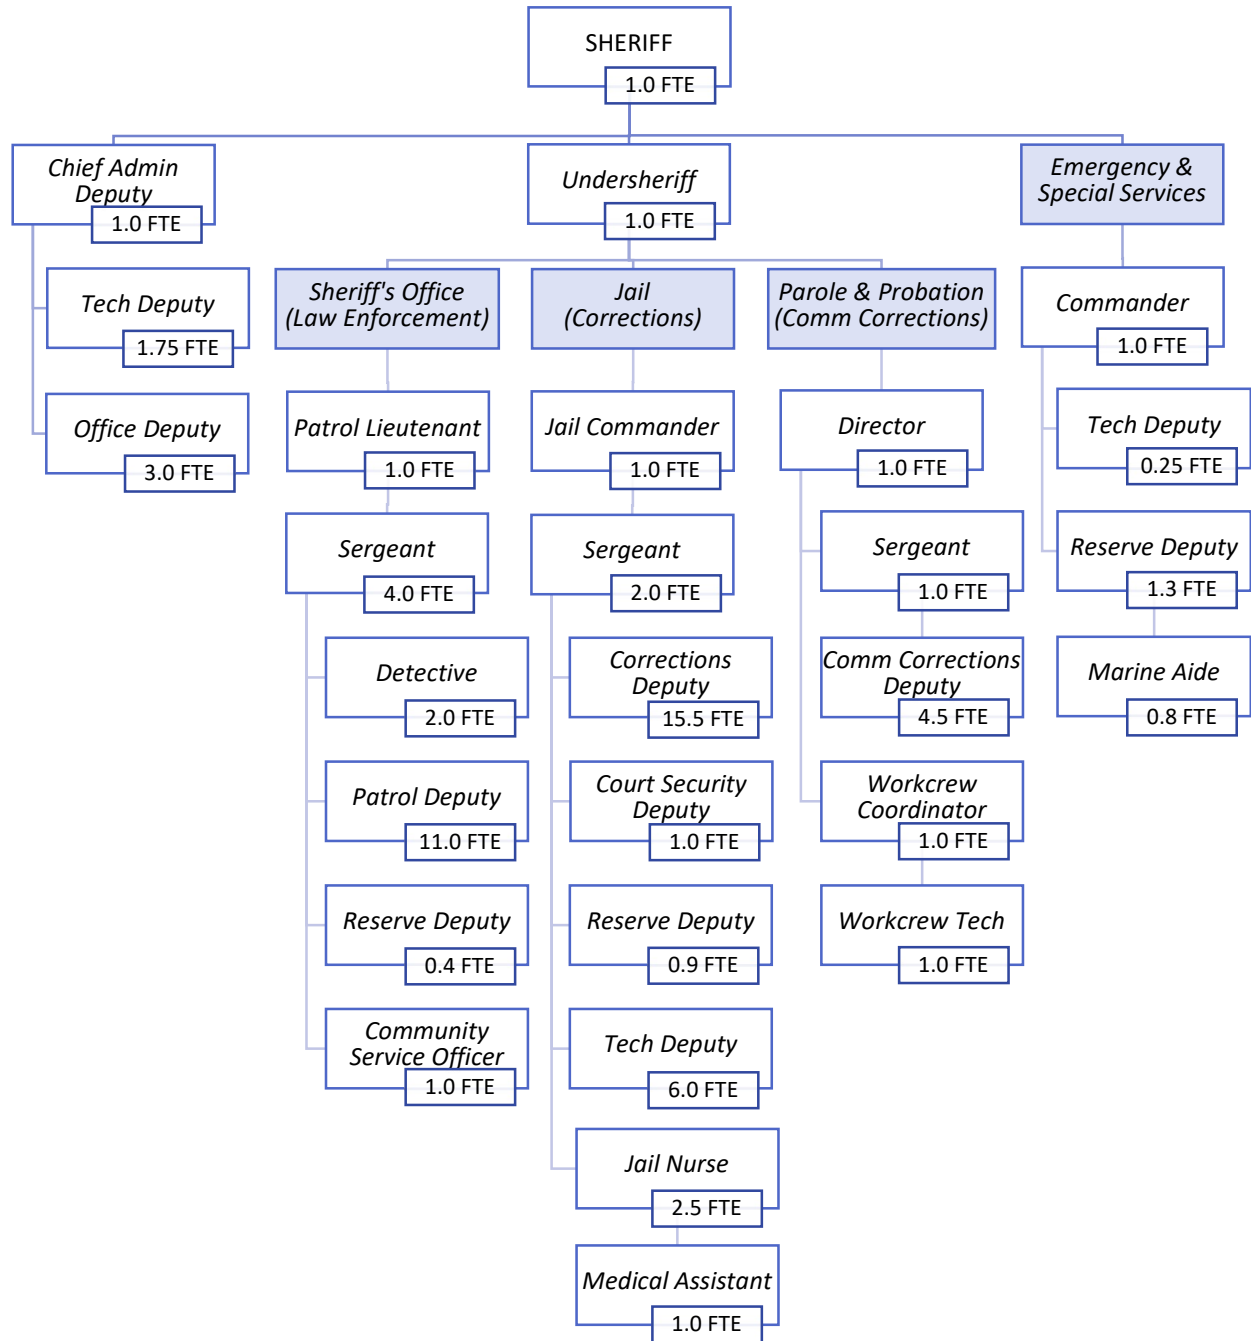 SHERIFF
1.0 FTE
Chief Admin
Deputy
1.0 FTE
Tech Deputy
1.75 FTE
Office Deputy
3.0 FTE
Undersheriff
1.0 FTE
Sheriff's Office
(Law Enforcement)
Patrol Lieutenant
1.0 FTE
Sergeant
4.0 FTE
Detective
2.0 FTE
Patrol Deputy
11.0 FTE
Reserve Deputy
0.4 FTE
Community
Service Officer
1.0 FTE
Jail
(Corrections)
Jail Commander
1.0 FTE
Sergeant
2.0 FTE
Corrections
Deputy
15.5 FTE
Court Security
Deputy
1.0 FTE
Reserve Deputy
0.9 FTE
Tech Deputy
6.0 FTE
Jail Nurse
2.5 FTE
Medical Assistant
1.0 FTE
Parole & Probation
(Comm Corrections)
Director
1.0 FTE
Sergeant
1.0 FTE
Comm Corrections
Deputy
4.5 FTE
Workcrew
Coordinator
1.0 FTE
Workcrew Tech
1.0 FTE
Emergency &
Special Services
Commander
1.0 FTE
Tech Deputy
0.25 FTE
Reserve Deputy
1.3 FTE
Marine Aide
0.8 FTE